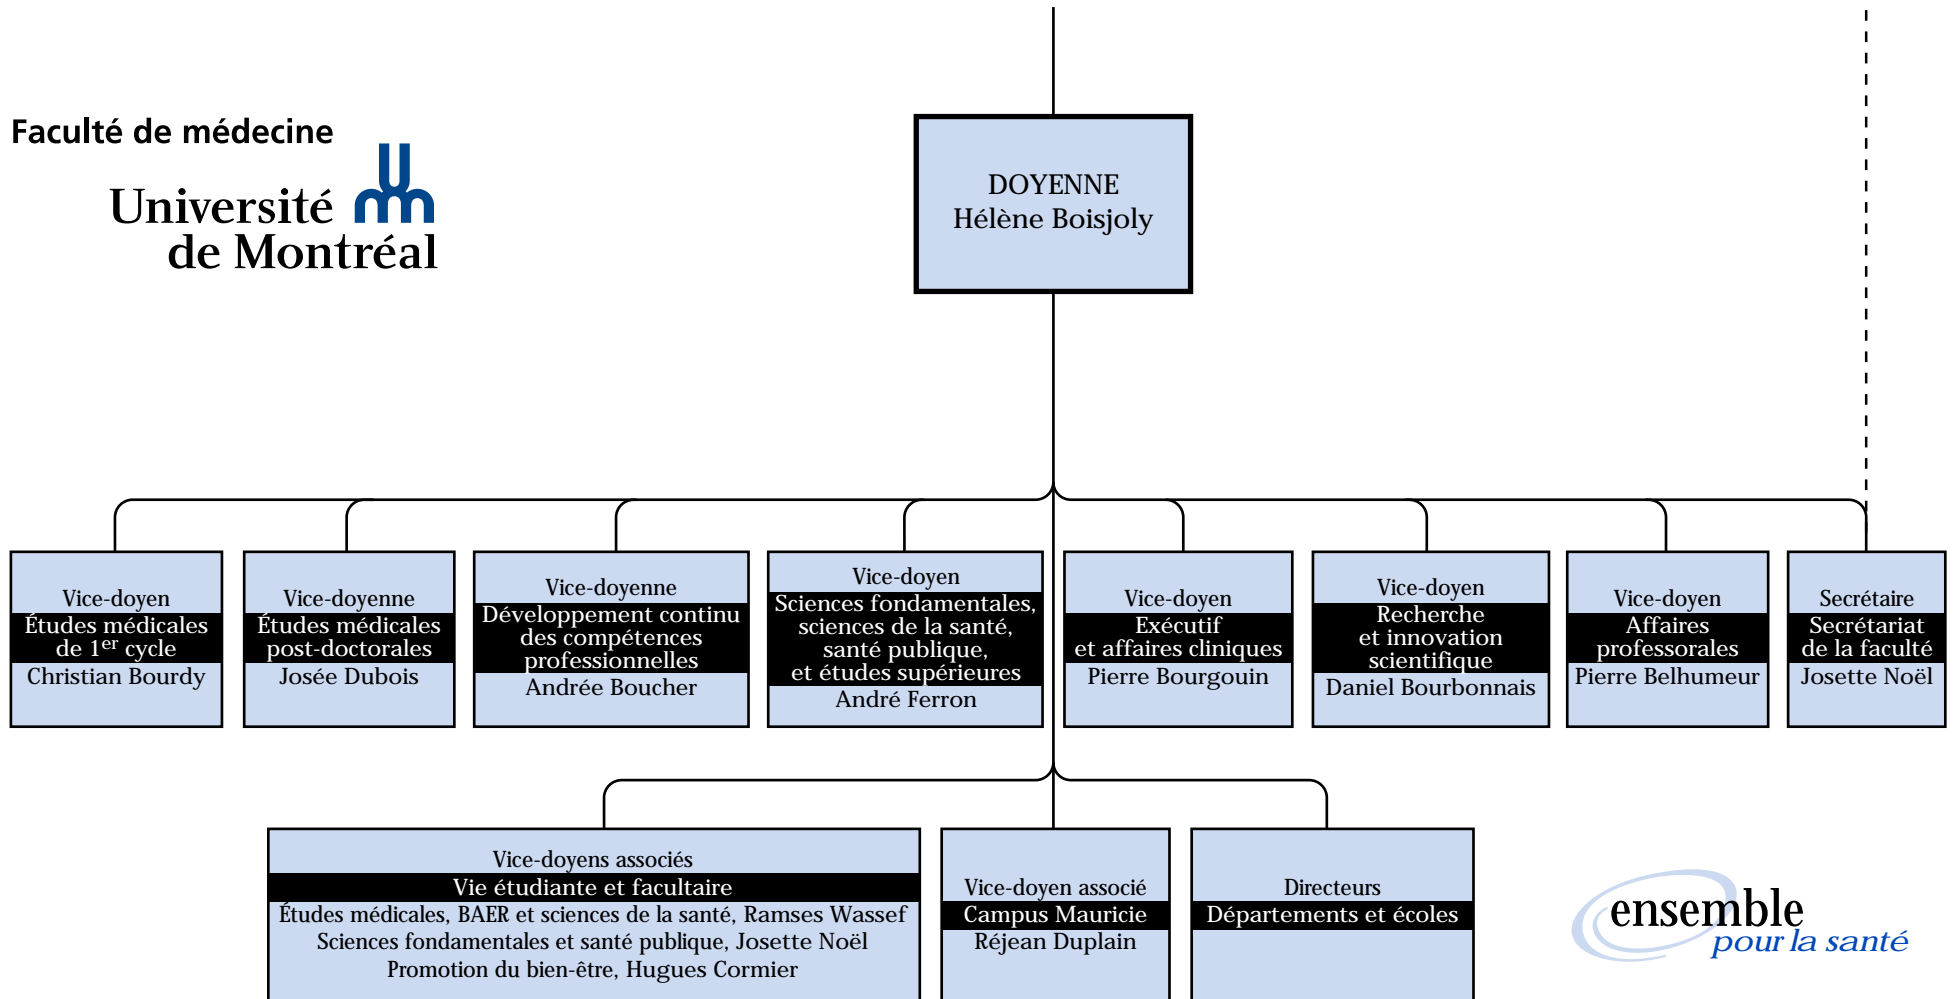 Faculté de médecine
Université
de Montréal
DOYENNE
Hélène Boisjoly
Vice-doyen
Études médicales
de 1er cycle
Christian Bourdy
Vice-doyenne
Études médicales
post-doctorales
Josée Dubois
Vice-doyenne
Développement continu
des compétences
professionnelles
Andrée Boucher
Vice-doyen
Sciences fondamentales,
sciences de la santé,
santé publique,
et études supérieures
André Ferron
Vice-doyen
Exécutif
et affaires cliniques
Pierre Bourgouin
Vice-doyen
Recherche
et innovation
scientifique
Daniel Bourbonnais
Vice-doyen
Affaires
professorales
Pierre Belhumeur
Secrétaire
Secrétariat
de la faculté
Josette Noël
Vice-doyens associés
Vie étudiante et facultaire
Études médicales, BAER et sciences de la santé, Ramses Wassef
Sciences fondamentales et santé publique, Josette Noël
Promotion du bien-être, Hugues Cormier
Vice-doyen associé
Campus Mauricie
Réjean Duplain
Directeurs
Départements et écoles
ensemble
pour la santé